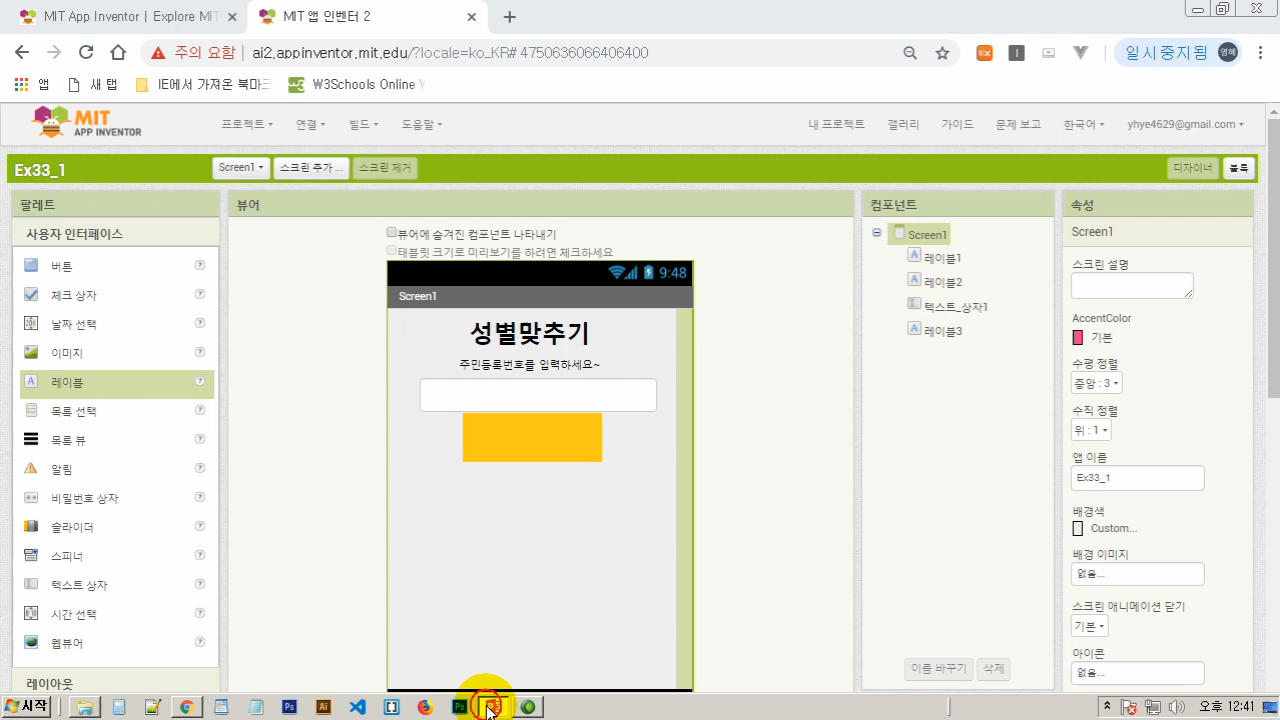 MIT App Inventor | Explore MIT
MIT 앱 인벤터 2
주의 요함 | ai2.appinventor.mit.edu/?locale=ko_KR#4750636066406400
일시 중지됨 영혜
앱 새 탭 IE에서 가져온 북마크 W3Schools Online W
MIT
APP INVENTOR
프로젝트 연결 빌드 도움말
내 프로젝트 갤러리 가이드 문제 보고 한국어 yhye4629@gmail.com
Ex33_1 Screen1 스크린 추가 ... 스크린 제거 디자이너 블록
팔레트 뷰어 컴포넌트 속성
사용자 인터페이스
버튼
체크 상자
날짜 선택
이미지
레이블
목록 선택
목록 뷰
알림
비밀번호 상자
슬라이더
스피너
텍스트 상자
시간 선택
웹뷰어
레이아웃
뷰어에 숨겨진 컴포넌트 나타내기
태블릿 크기로 미리보기를 하려면 체크하세요
9:48
Screen1
성별맞추기
주민등록번호를 입력하세요~
Screen1
레이블1
레이블2
텍스트_상자1
레이블3
이름 바꾸기 삭제
Screen1
스크린 설명
AccentColor
기본
수평 정렬
중앙 : 3
수직 정렬
위 : 1
앱 이름
Ex33_1
배경색
Custom...
배경 이미지
없음...
스크린 애니메이션 닫기
기본
아이콘
없음...
시작 Ps Ai Ps 오후 12:41